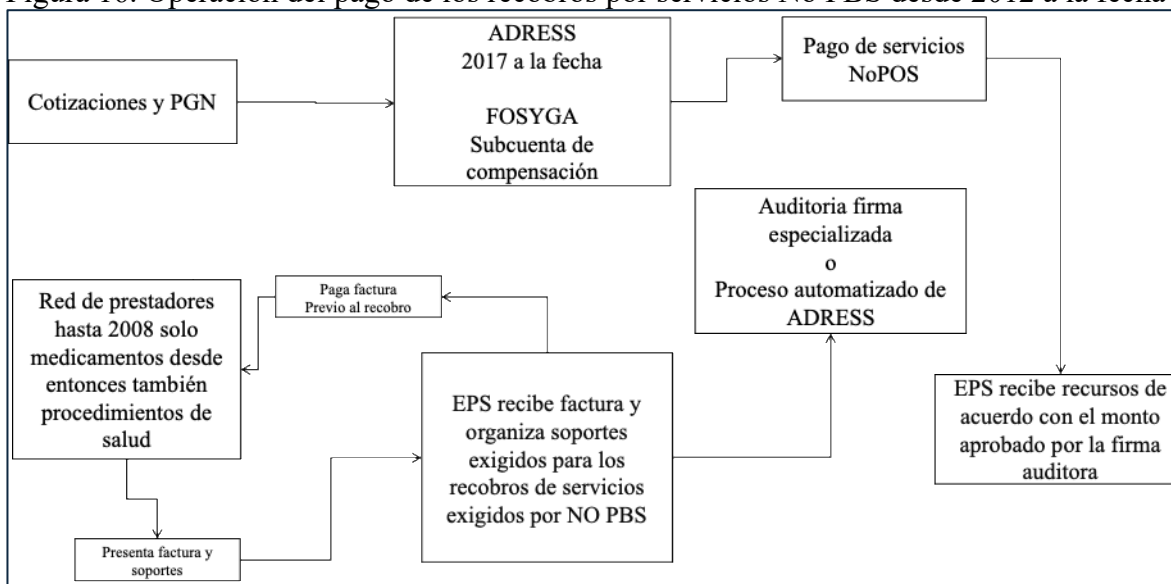 Figura 10. Operación del pago de los recobros por servicios No PBS desde 2012 a la fecha
Cotizaciones y PGN
ADRESS
2017 a la fecha
FOSYGA
Subcuenta de
compensación
Pago de servicios
NoPOS
Auditoria firma
especializada
o
Proceso automatizado de
ADRESS
Paga factura
Previo al recobro
Red de prestadores
hasta 2008 solo
medicamentos desde
entonces también
procedimientos de
salud
EPS recibe factura y
organiza soportes
exigidos para los
recobros de servicios
exigidos por NO PBS
EPS recibe recursos de
acuerdo con el monto
aprobado por la firma
auditora
Presenta factura y
soportes